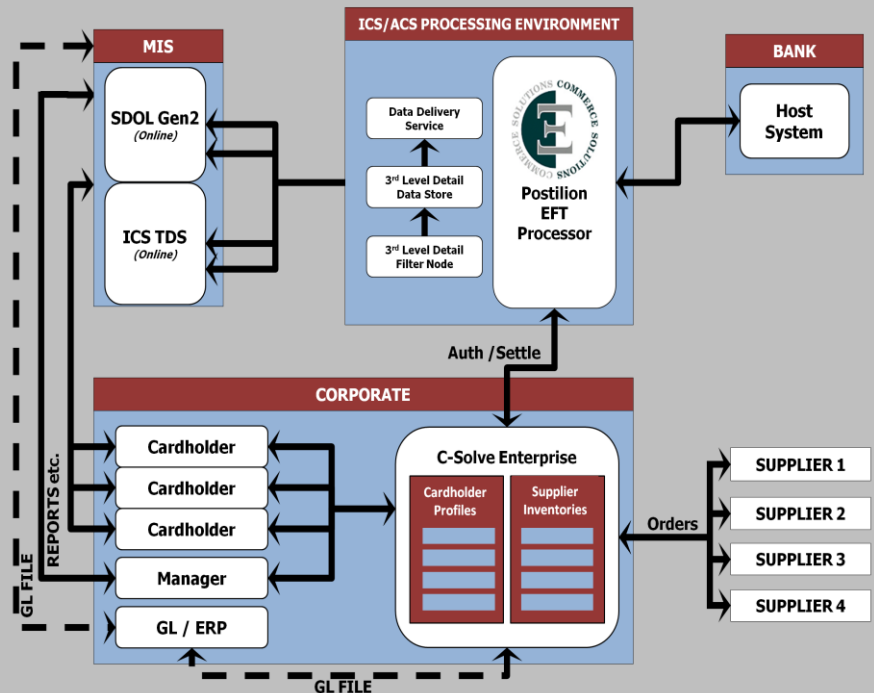 ICS/ACS PROCESSING ENVIRONMENT
MIS
BANK
SDOL Gen2
(Online)
ICS TDS
(Online)
Data Delivery
Service
3rd Level Detail
Data Store
3rd Level Detail
Filter Node
COMMERCE SOLUTIONS COMMERCE SOLUTIONS
E
Postilion
EFT
Processor
Host
System
Auth /Settle
CORPORATE
Cardholder
Cardholder
Cardholder
Manager
GL / ERP
C-Solve Enterprise
Cardholder
Profiles
Supplier
Inventories
Orders
SUPPLIER 1
SUPPLIER 2
SUPPLIER 3
SUPPLIER 4
REPORTS etc.
GL FILE
GL FILE